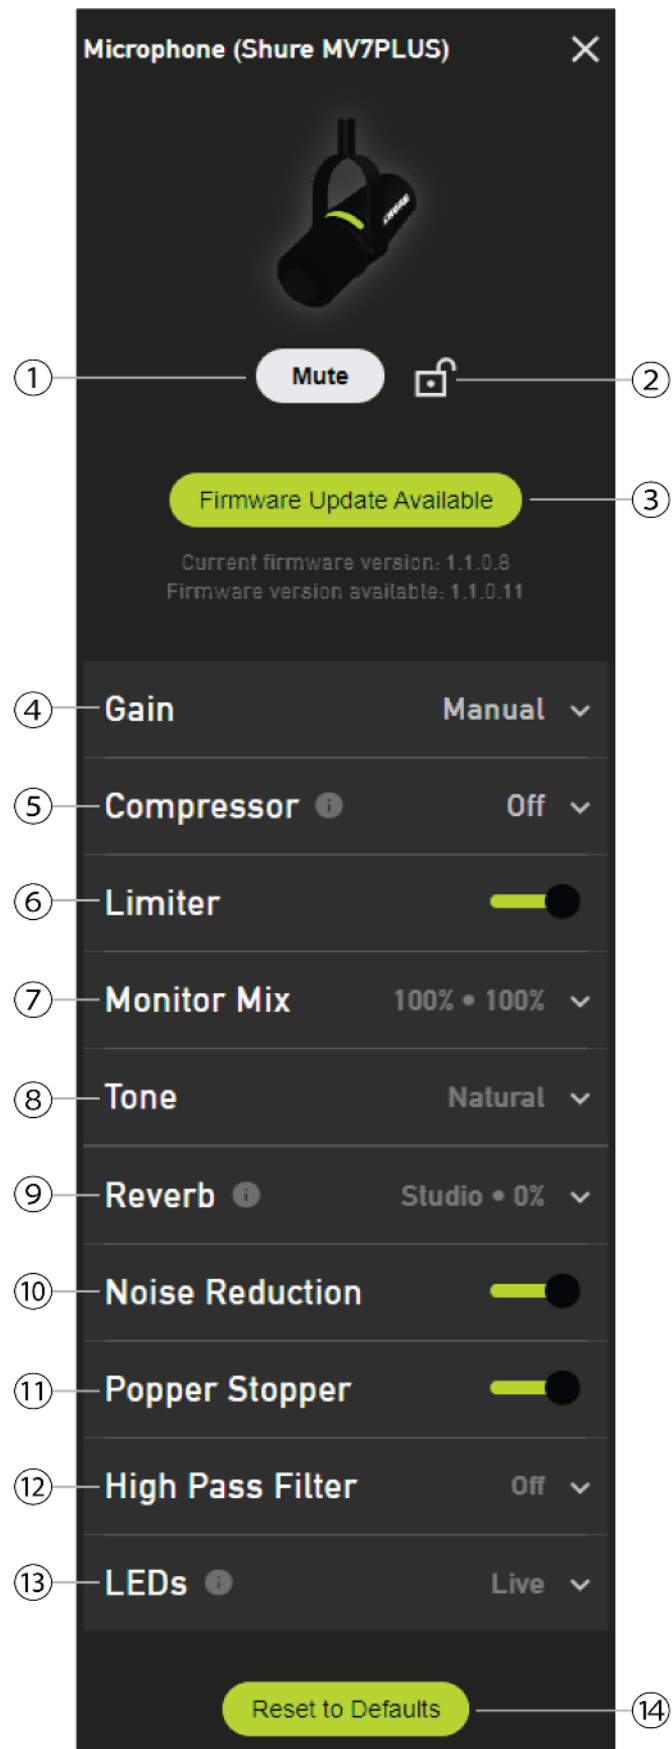 Microphone (Shure MV7PLUS)
SHURE
1 Mute 2
Firmware Update Available 3
Current firmware version: 1.1.0.8
Firmware version available: 1.1.0.11
4 Gain Manual
5 Compressor i Off
6 Limiter
7 Monitor Mix 100% • 100%
8 Tone Natural
9 Reverb i Studio • 0%
10 Noise Reduction
11 Popper Stopper
12 High Pass Filter Off
13 LEDs i Live
Reset to Defaults 14